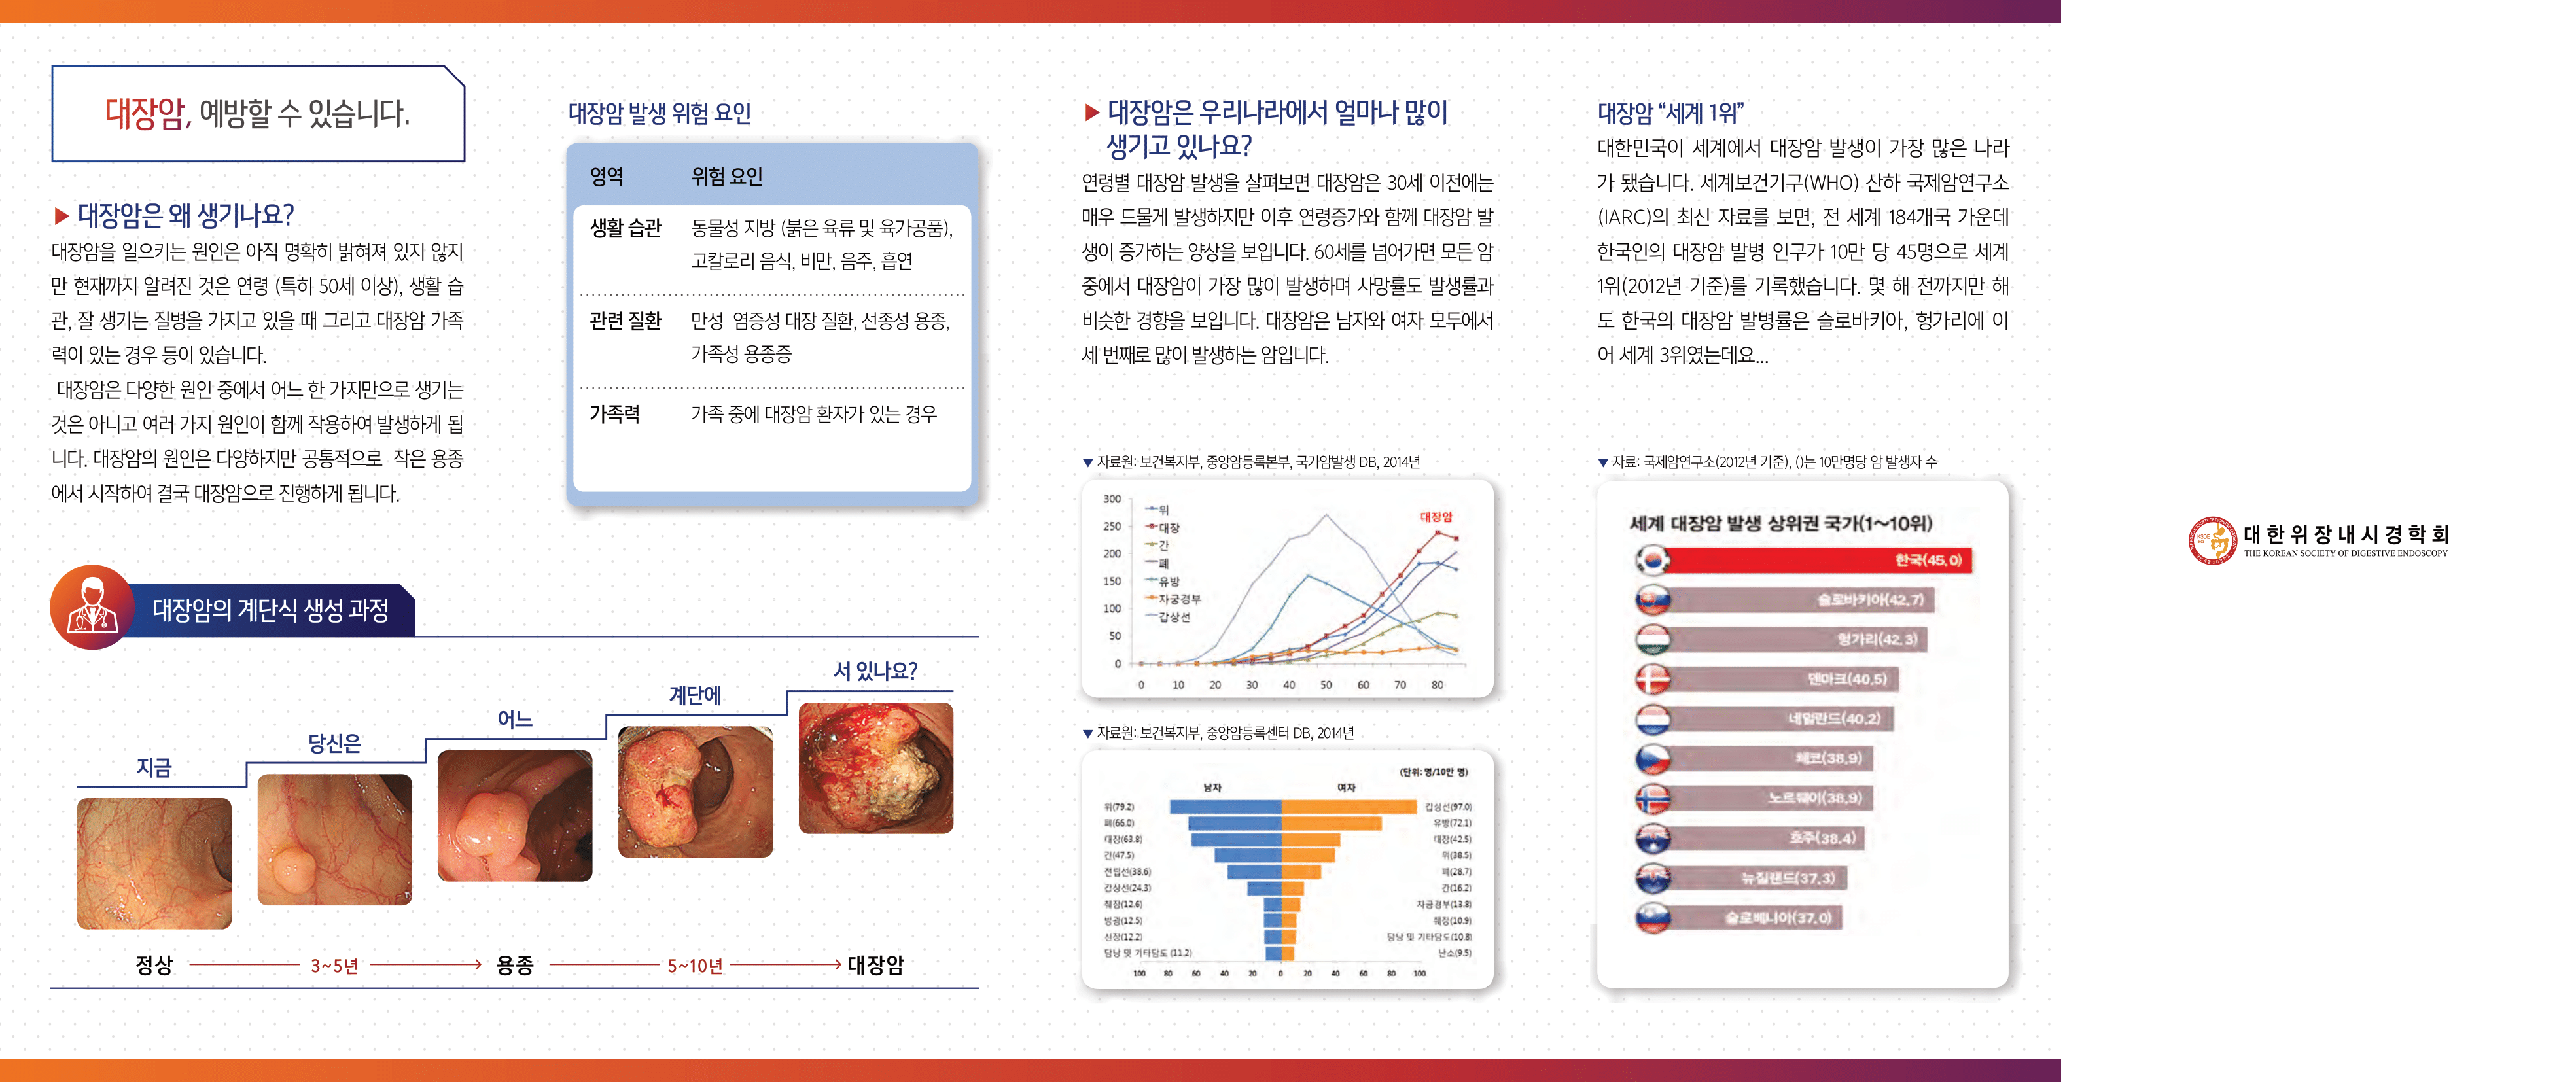 대장암, 예방할 수 있습니다.
▶ 대장암은 왜 생기나요?
대장암을 일으키는 원인은 아직 명확히 밝혀져 있지 않지
만 현재까지 알려진 것은 연령 (특히 50세 이상), 생활 습
관, 잘 생기는 질병을 가지고 있을 때 그리고 대장암 가족
력이 있는 경우 등이 있습니다.
대장암은 다양한 원인 중에서 어느 한 가지만으로 생기는
것은 아니고 여러 가지 원인이 함께 작용하여 발생하게 됩
니다. 대장암의 원인은 다양하지만 공통적으로 작은 용종
에서 시작하여 결국 대장암으로 진행하게 됩니다.
대장암 발생 위험 요인
영역 위험 요인
생활 습관 동물성 지방 (붉은 육류 및 육가공품),
고칼로리 음식, 비만, 음주, 흡연
관련 질환 만성 염증성 대장 질환, 선종성 용종,
가족성 용종증
가족력 가족 중에 대장암 환자가 있는 경우
대장암의 계단식 생성 과정
지금
당신은
어느
계단에
서 있나요?
정상 3~5년 용종 5~10년 대장암
▶ 대장암은 우리나라에서 얼마나 많이
생기고 있나요?
연령별 대장암 발생을 살펴보면 대장암은 30세 이전에는
매우 드물게 발생하지만 이후 연령증가와 함께 대장암 발
생이 증가하는 양상을 보입니다. 60세를 넘어가면 모든 암
중에서 대장암이 가장 많이 발생하며 사망률도 발생률과
비슷한 경향을 보입니다. 대장암은 남자와 여자 모두에서
세 번째로 많이 발생하는 암입니다.
▼ 자료원: 보건복지부, 중앙암등록본부, 국가암발생 DB, 2014년
300
250
200
150
100
50
0
위
대장
간
폐
유방
자궁경부
갑상선
대장암
0 10 20 30 40 50 60 70 80
▼ 자료원: 보건복지부, 중앙암등록센터 DB, 2014년
(단위: 명/10만 명)
남자 여자
위(79.2) 갑상선(97.0)
폐(66.0) 유방(72.1)
대장(63.8) 대장(42.5)
간(47.5) 위(38.5)
전립선(38.6) 폐(28.7)
갑상선(24.3) 간(16.2)
췌장(12.6) 자궁경부(13.8)
방광(12.5) 췌장(10.9)
신장(12.2) 담낭 및 기타담도(10.8)
담낭 및 기타담도 (11.2) 난소(9.5)
100 80 60 40 20 0 20 40 60 80 100
대장암 “세계 1위”
대한민국이 세계에서 대장암 발생이 가장 많은 나라
가 됐습니다. 세계보건기구(WHO) 산하 국제암연구소
(IARC)의 최신 자료를 보면, 전 세계 184개국 가운데
한국인의 대장암 발병 인구가 10만 당 45명으로 세계
1위(2012년 기준)를 기록했습니다. 몇 해 전까지만 해
도 한국의 대장암 발병률은 슬로바키아, 헝가리에 이
어 세계 3위였는데요...
▼ 자료: 국제암연구소(2012년 기준), ()는 10만명당 암 발생자 수
세계 대장암 발생 상위권 국가(1~10위)
한국(45.0)
슬로바키아(42.7)
헝가리(42.3)
덴마크(40.5)
네덜란드(40.2)
체코(38.9)
노르웨이(38.9)
호주(38.4)
뉴질랜드(37.3)
슬로베니아(37.0)
대한위장내시경학회
THE KOREAN SOCIETY OF DIGESTIVE ENDOSCOPY